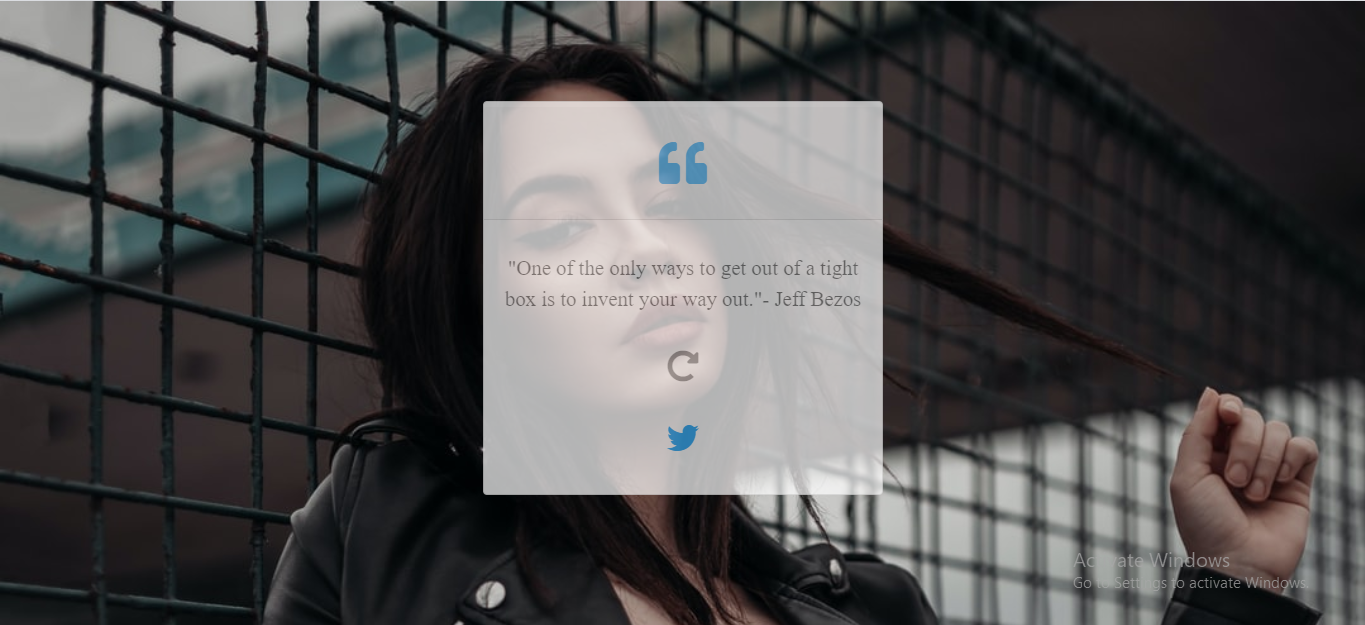 "One of the only ways to get out of a tight
box is to invent your way out."- Jeff Bezos
Activate Windows
Go to Settings to activate Windows.